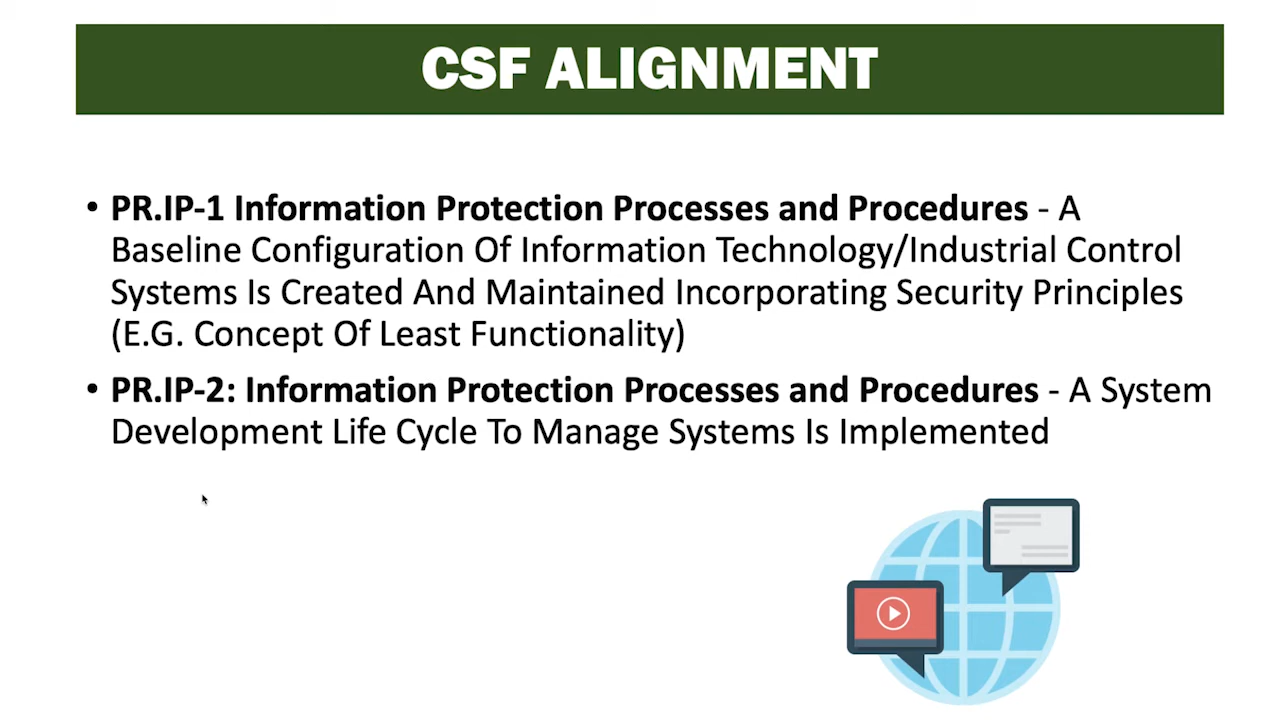 CSF ALIGNMENT
• PR.IP-1 Information Protection Processes and Procedures - A
Baseline Configuration Of Information Technology/Industrial Control
Systems Is Created And Maintained Incorporating Security Principles
(E.G. Concept Of Least Functionality)
• PR.IP-2: Information Protection Processes and Procedures - A System
Development Life Cycle To Manage Systems Is Implemented